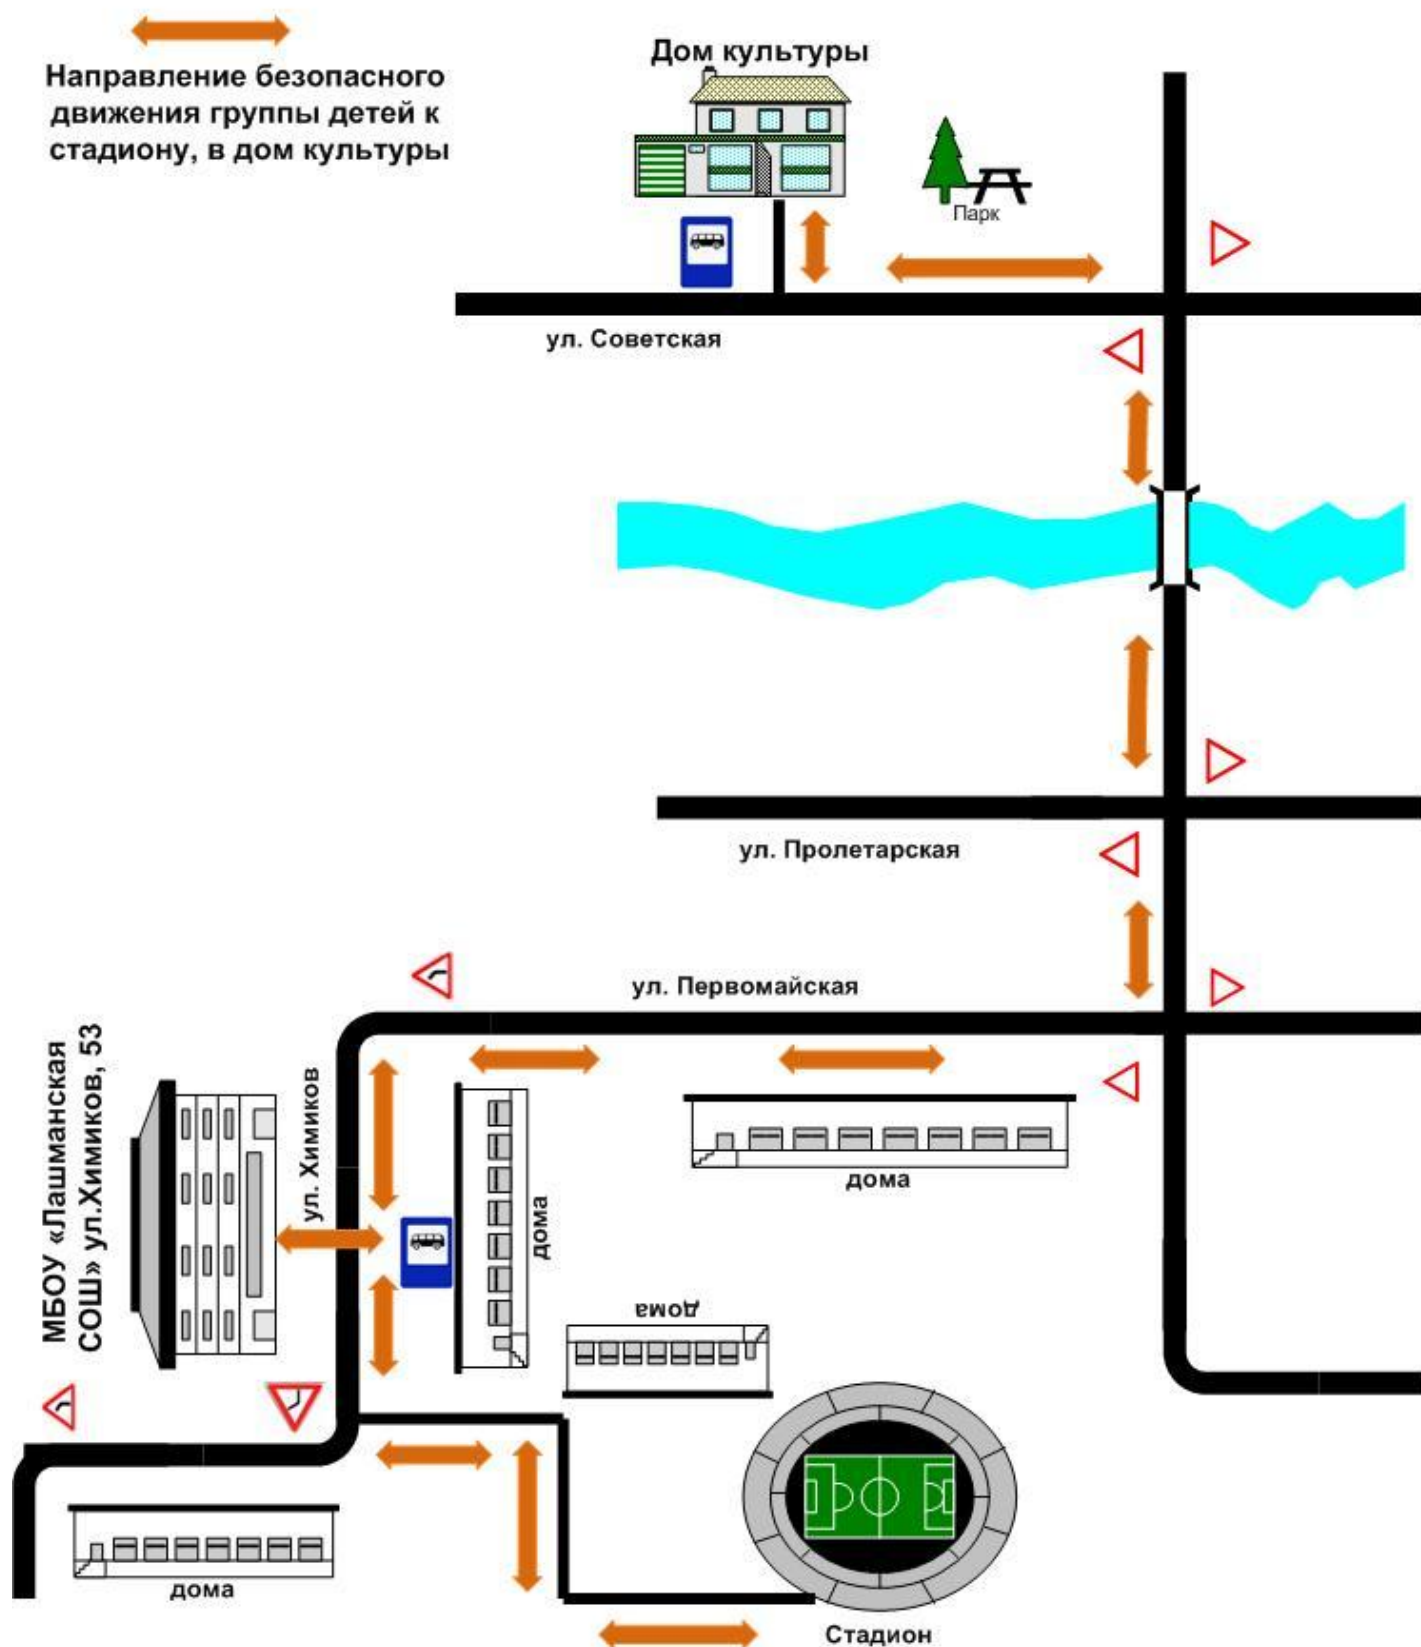 Направление безопасного
движения группы детей к
стадиону, в дом культуры
Дом культуры
Парк
ул. Советская
ул. Пролетарская
ул. Первомайская
МБОУ «Лашманская
СОШ» ул.Химиков, 53
ул. Химиков
дома
дома
дома
дома
Стадион